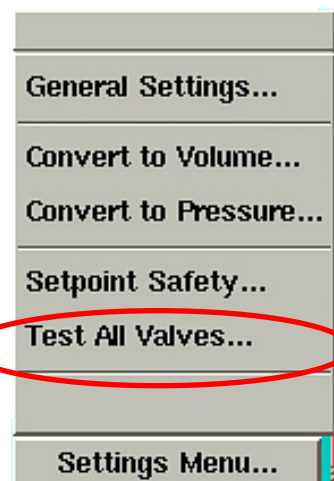 General Settings...
Convert to Volume...
Convert to Pressure...
Setpoint Safety...
Test All Valves...
Settings Menu...